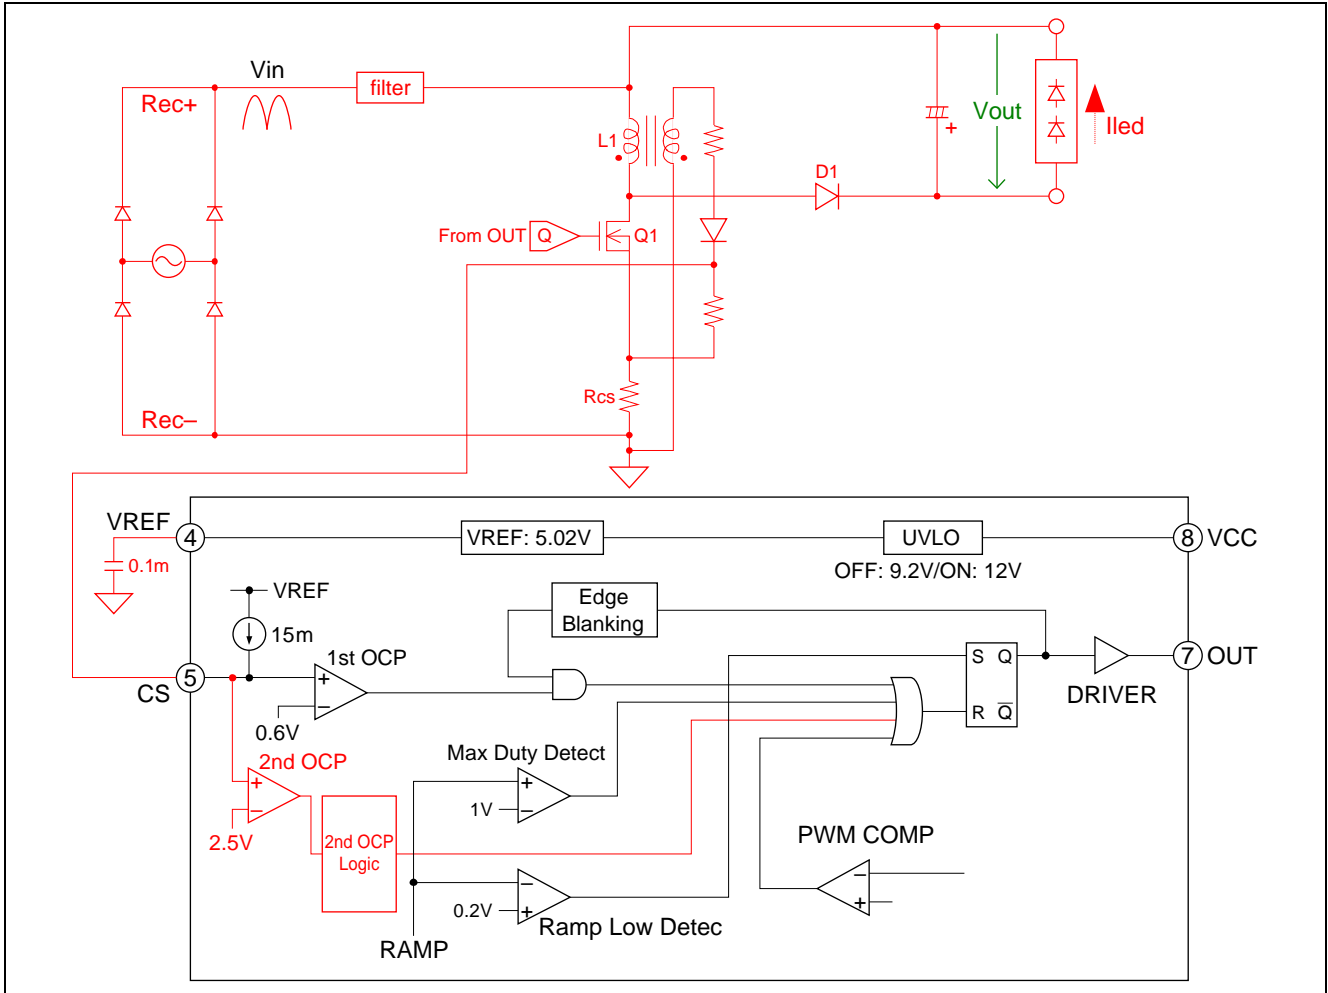 Vin
Rec+
filter
L1
Vout
+
Iled
D1
From OUT
Q
Q1
Rcs
Rec–
VREF
4
VREF: 5.02V
UVLO
8
VCC
OFF: 9.2V/ON: 12V
0.1m
VREF
15m
Edge
Blanking
1st OCP
5
CS
+
–
0.6V
S Q
R Q̅
7
OUT
DRIVER
2nd OCP
+
–
2.5V
2nd OCP
Logic
Max Duty Detect
+
–
1V
PWM COMP
–
+
–
+
0.2V
Ramp Low Detec
RAMP